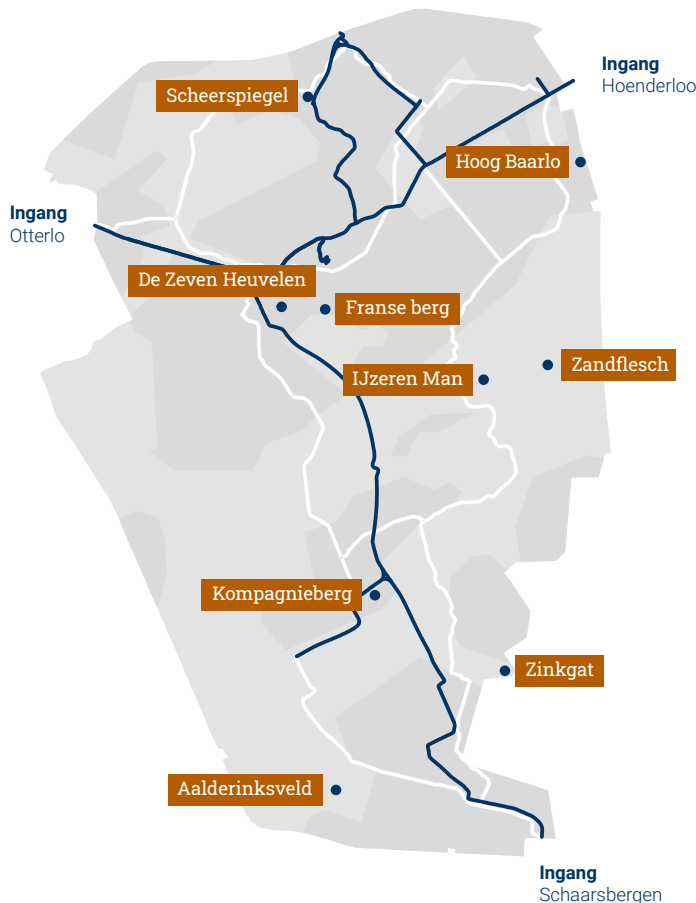 Ingang
Hoenderloo
Scheerspiegel
Hoog Baarlo
Ingang
Otterlo
De Zeven Heuvelen
Franse berg
IJzeren Man
Zandflesch
Kompagnieberg
Zinkgat
Aalderinksveld
Ingang
Schaarsbergen